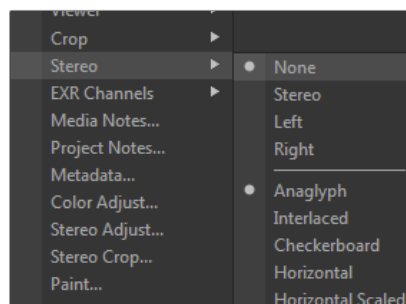 Viewer
Crop
Stereo
EXR Channels
Media Notes...
Project Notes...
Metadata...
Color Adjust...
Stereo Adjust...
Stereo Crop...
Paint...
None
Stereo
Left
Right
Anaglyph
Interlaced
Checkerboard
Horizontal
Horizontal Scaled